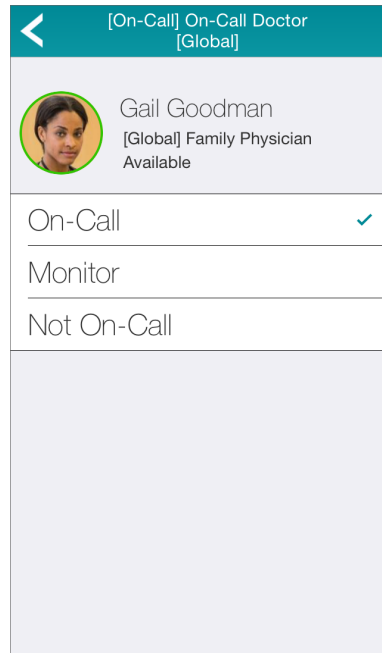 [On-Call] On-Call Doctor
[Global]
Gail Goodman
[Global] Family Physician
Available
On-Call
Monitor
Not On-Call